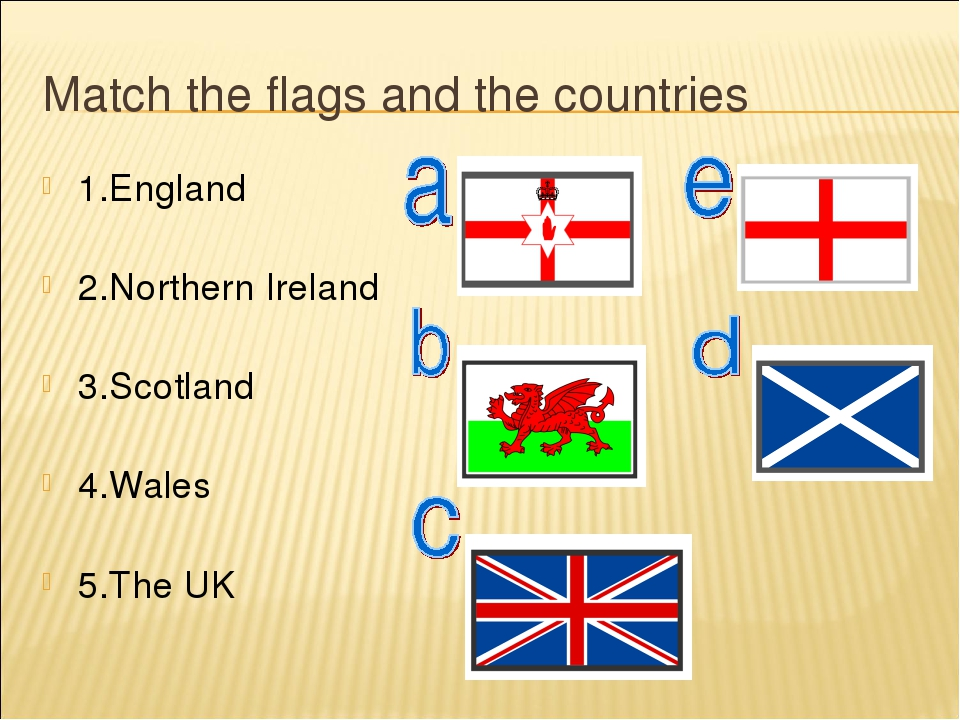 Match the flags and the countries
1.England
2.Northern Ireland
3.Scotland
4.Wales
5.The UK
a
e
b
d
c